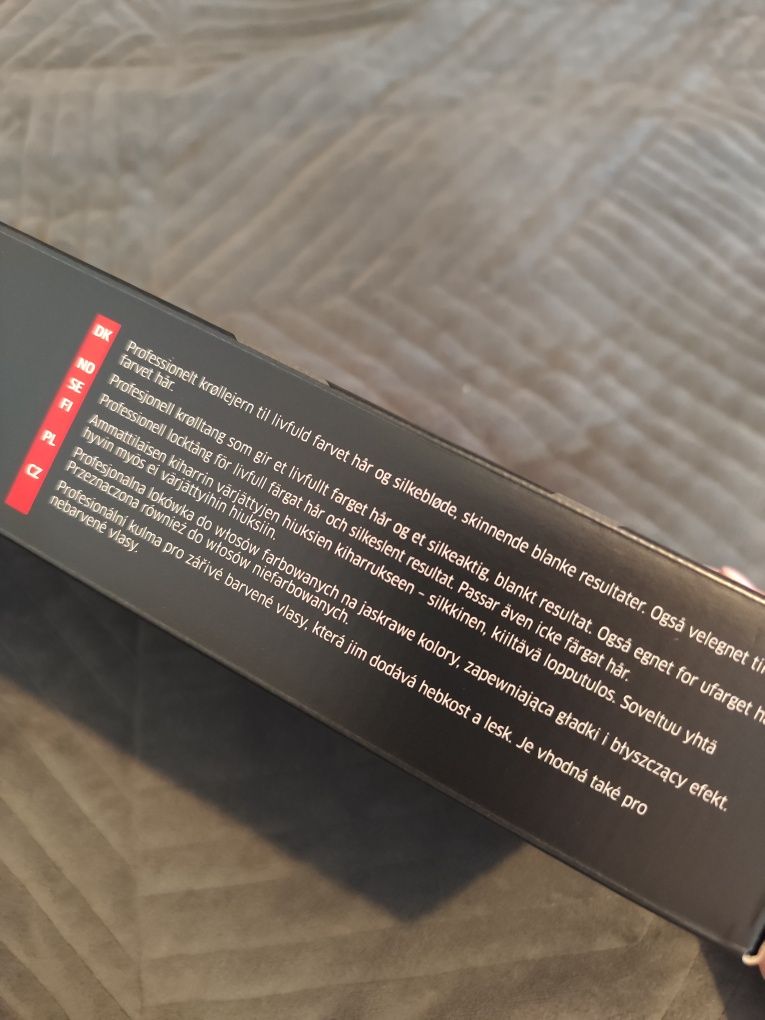 DK
Professionelt krøllejern til livfuld farvet hår og silkebløde, skinnende blanke resultater. Også velegnet til
farvet hår.
NO
Profesjonell krølltang som gir et livfullt farget hår og et silkeaktig, blankt resultat. Også egnet for ufarget
SE
Professionell locktång för livfull färgat hår och silkeslent resultat. Passar även icke färgat hår.
FI
Ammattilaisen kiharrin värjättyjen hiuksien kiharrukseen – silkkinen, kiiltävä lopputulos. Soveltuu yhtä
hyvin myös ei värjättyihin hiuksiin.
PL
Profesjonalna lokówka do włosów farbowanych na jaskrawe kolory, zapewniająca gładki i błyszczący efekt.
Przeznaczona również do włosów niefarbowanych.
CZ
Profesionální kulma pro zářivé barvené vlasy, která jim dodává hebkost a lesk. Je vhodná také pro
nebarvené vlasy.